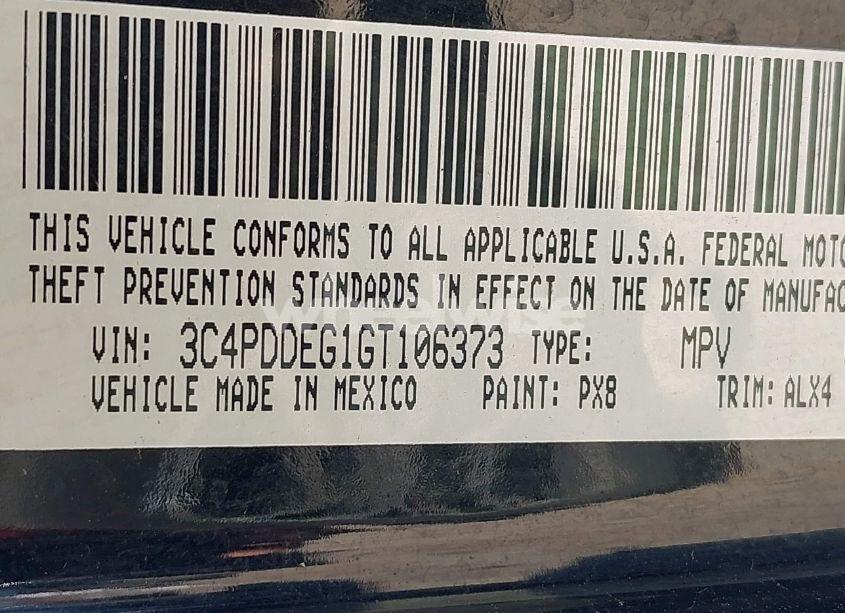 THIS VEHICLE CONFORMS TO ALL APPLICABLE U.S.A. FEDERAL MOTO
THEFT PREVENTION STANDARDS IN EFFECT ON THE DATE OF MANUFAC
wheelwise
VIN: 3C4PDDEG1GT106373 TYPE: MPV
VEHICLE MADE IN MEXICO PAINT: PX8 TRIM: ALX4